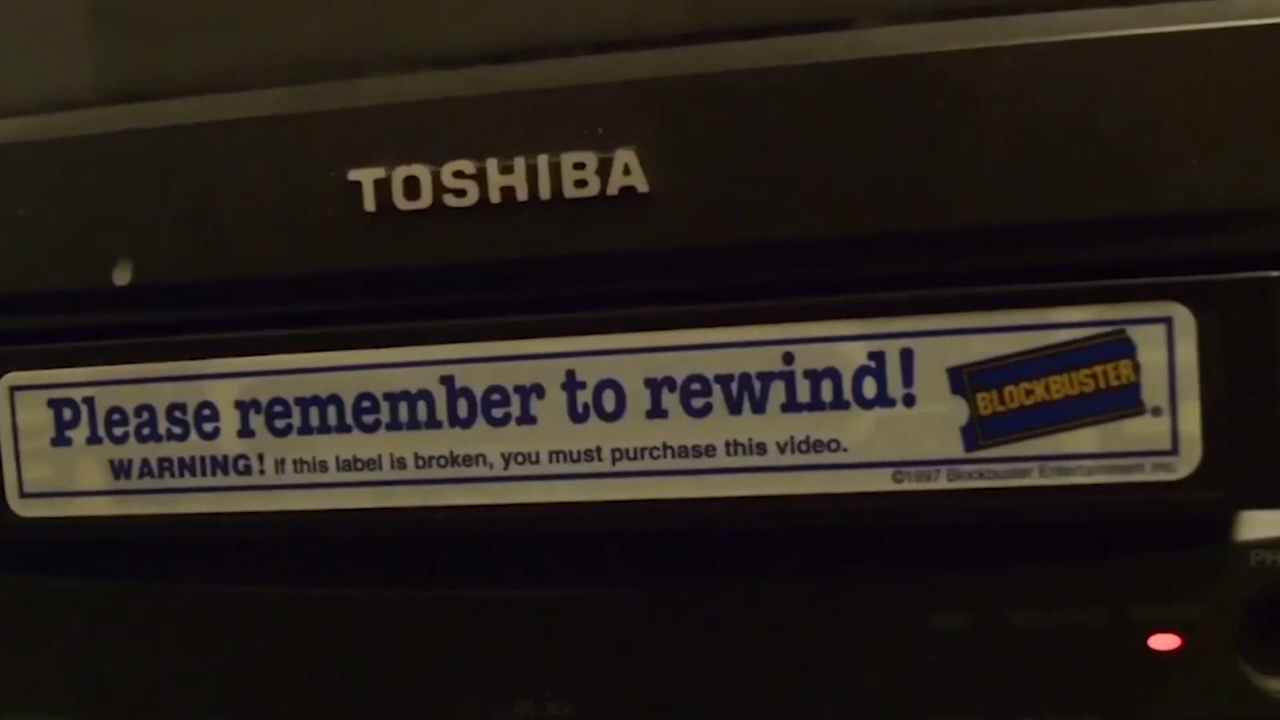 TOSHIBA
Please remember to rewind!
WARNING! If this label is broken, you must purchase this video.
BLOCKBUSTER®
©1997 Blockbuster Entertainment Inc.